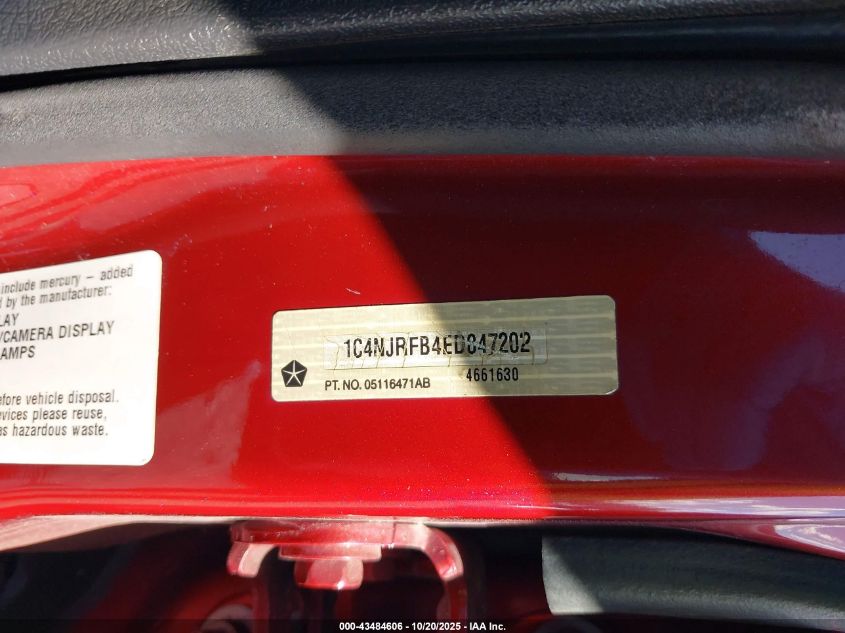 include mercury – added
d by the manufacturer:
LAY
/CAMERA DISPLAY
AMPS
efore vehicle disposal.
evices please reuse,
as hazardous waste.
1C4NJRFB4ED847202
PT. NO. 05116471AB
4661630
000-43484606 - 10/20/2025 - IAA Inc.